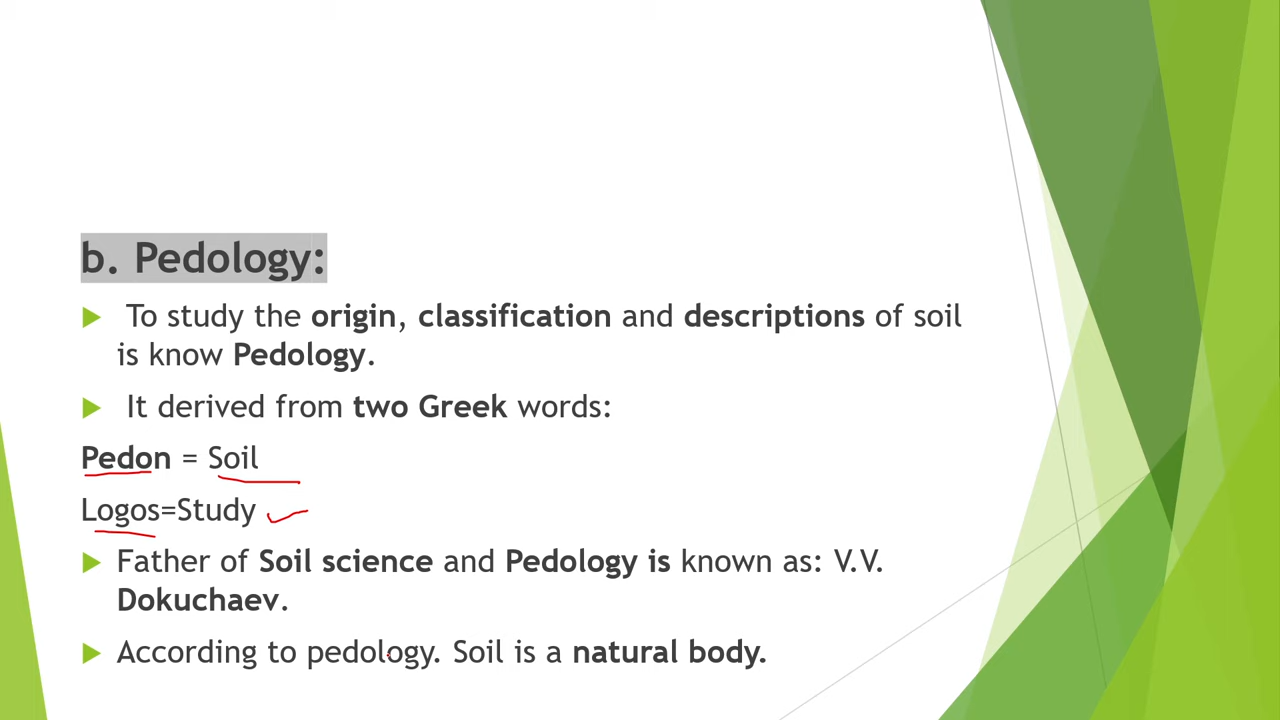 b. Pedology:
To study the origin, classification and descriptions of soil
is know Pedology.
It derived from two Greek words:
Pedon = Soil
Logos=Study
Father of Soil science and Pedology is known as: V.V.
Dokuchaev.
According to pedology. Soil is a natural body.